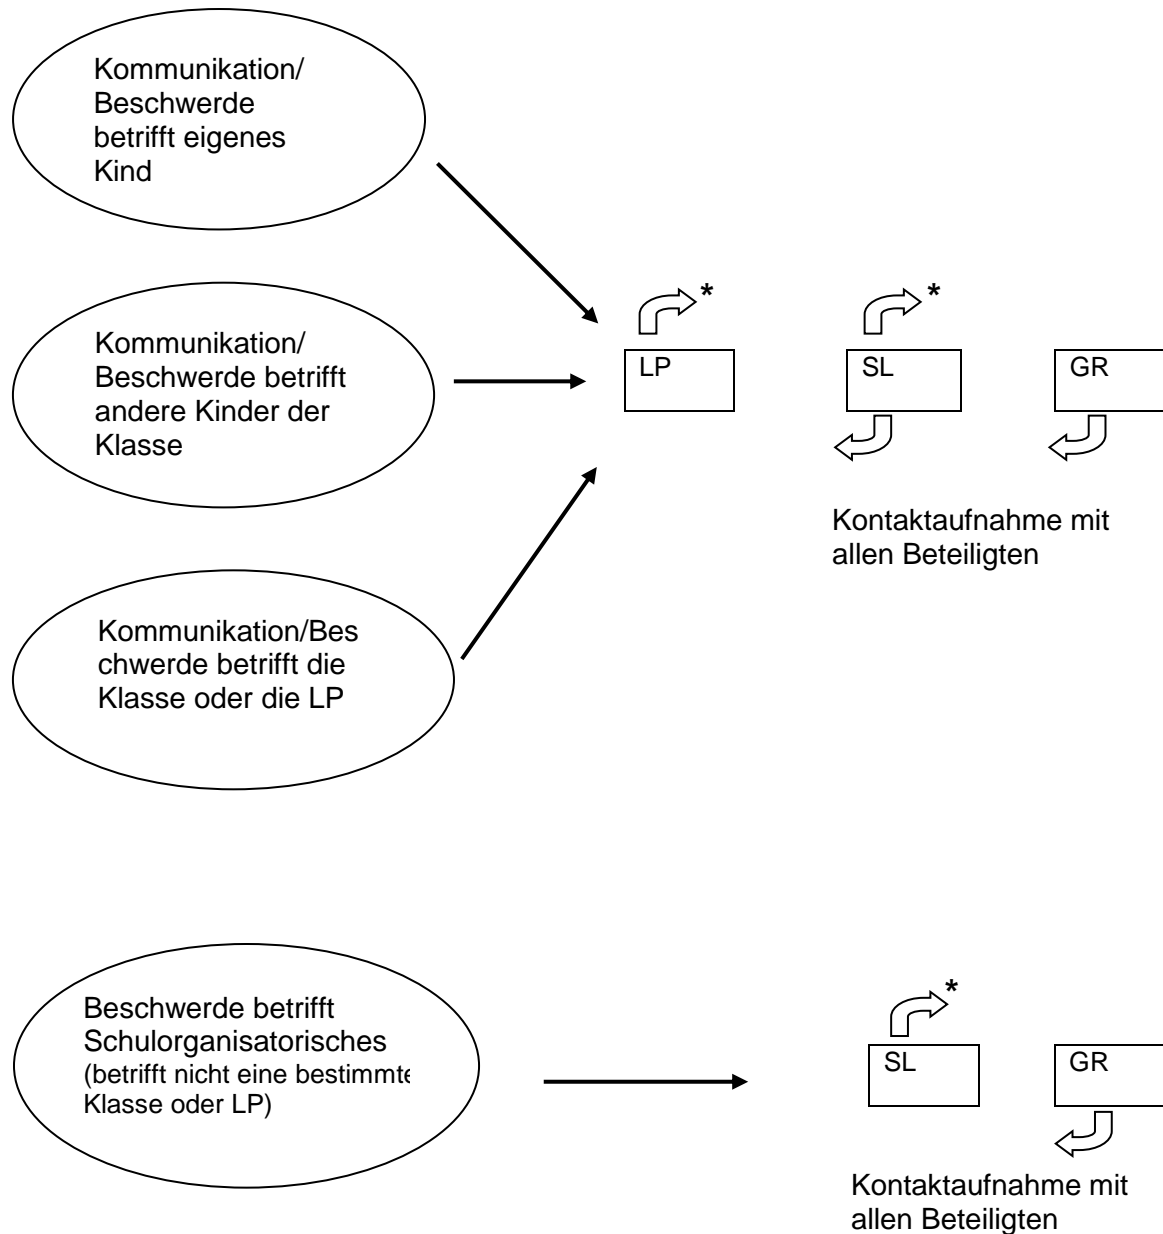 Kommunikation/
Beschwerde
betrifft eigenes
Kind
Kommunikation/
Beschwerde betrifft
andere Kinder der
Klasse
* *
LP SL GR
Kontaktaufnahme mit
allen Beteiligten
Kommunikation/Bes
chwerde betrifft die
Klasse oder die LP
Beschwerde betrifft
Schulorganisatorisches
(betrifft nicht eine bestimmte
Klasse oder LP)
*
SL GR
Kontaktaufnahme mit
allen Beteiligten